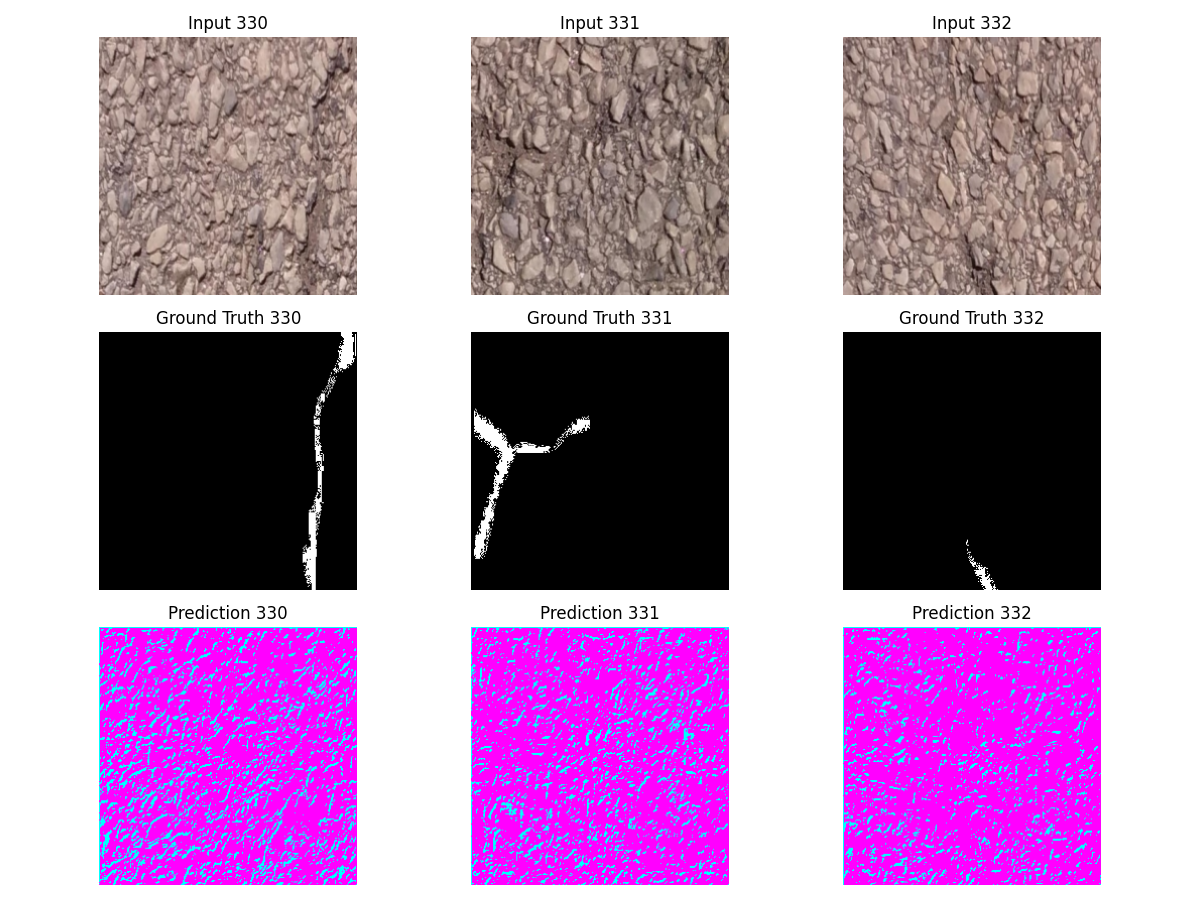 Input 330
Input 331
Input 332
Ground Truth 330
Ground Truth 331
Ground Truth 332
Prediction 330
Prediction 331
Prediction 332